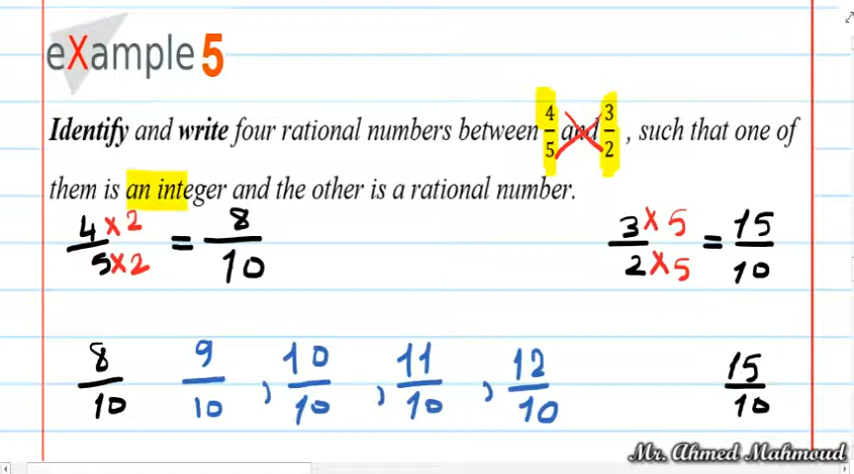 eXample 5
Identify and write four rational numbers between 4/5 and 3/2 , such that one of
them is an integer and the other is a rational number.
4×2/5×2 = 8/10 3×5/2×5 = 15/10
8/10 9/10 , 10/10 , 11/10 , 12/10 15/10
Mr. Ahmed Mahmoud